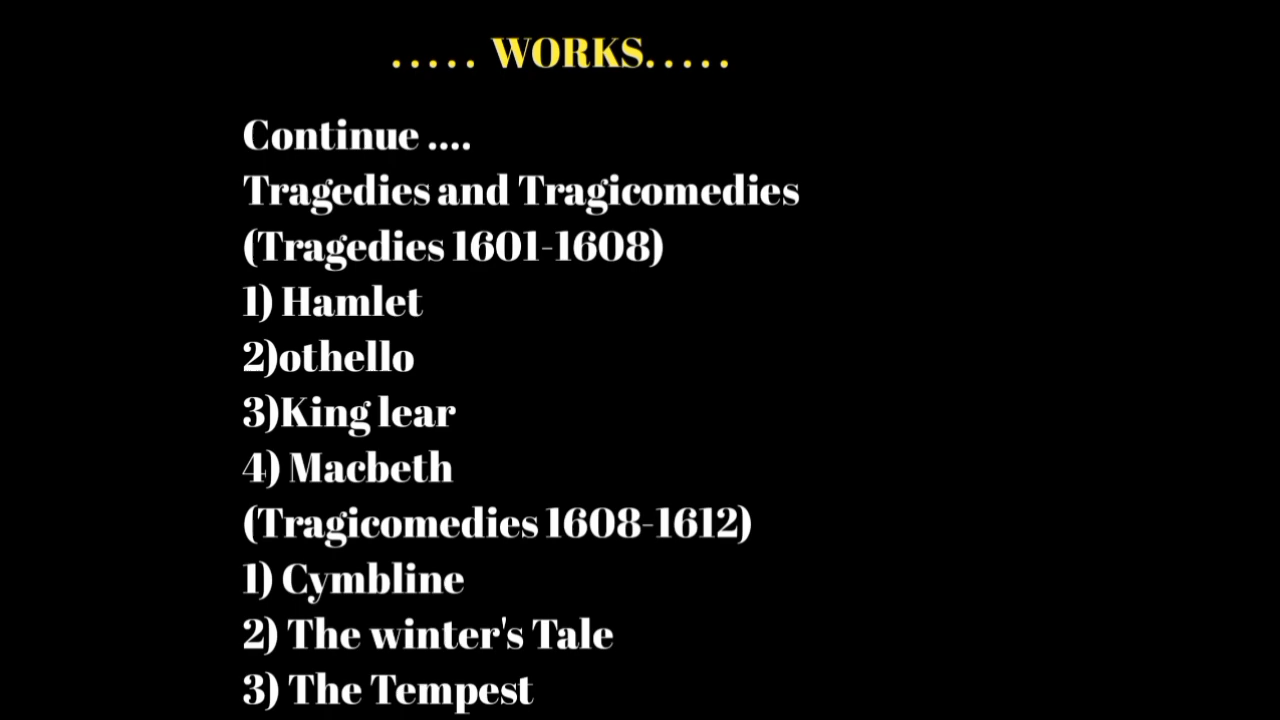 ..... WORKS.....
Continue ....
Tragedies and Tragicomedies
(Tragedies 1601-1608)
1) Hamlet
2)othello
3)King lear
4) Macbeth
(Tragicomedies 1608-1612)
1) Cymbline
2) The winter's Tale
3) The Tempest